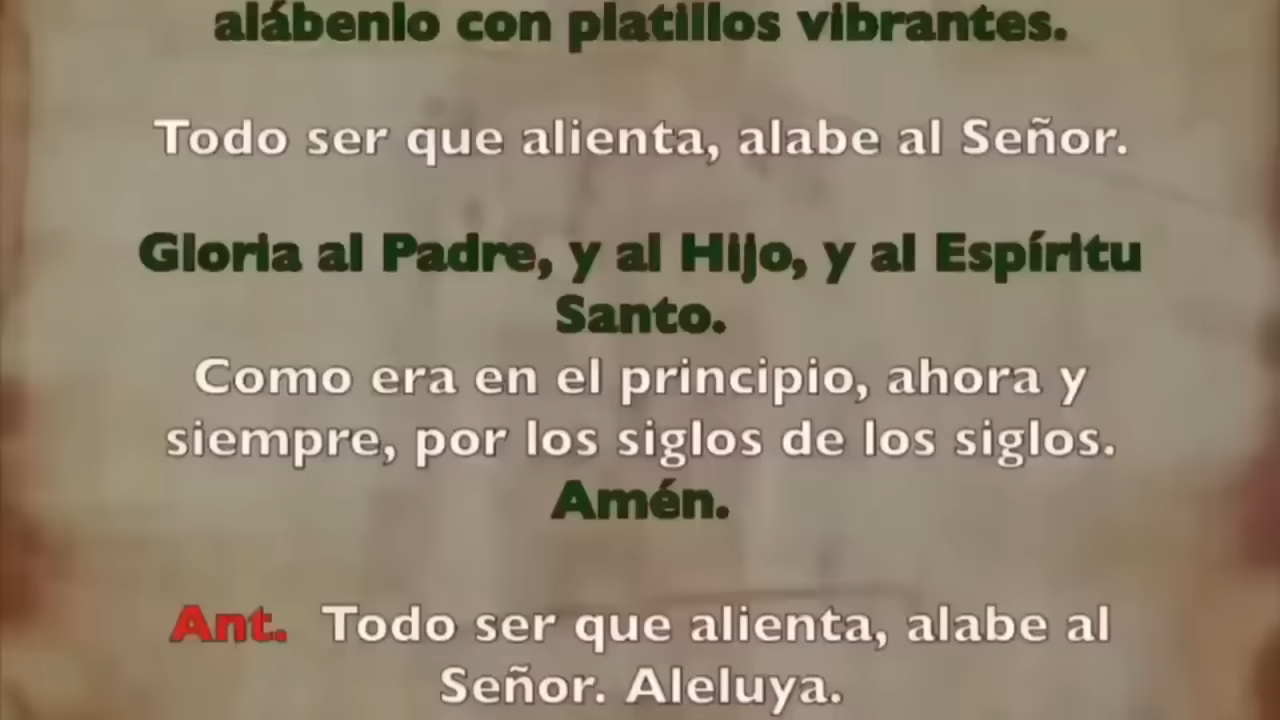 alábenlo con platillos vibrantes.
Todo ser que alienta, alabe al Señor.
Gloria al Padre, y al Hijo, y al Espíritu
Santo.
Como era en el principio, ahora y
siempre, por los siglos de los siglos.
Amén.
Ant. Todo ser que alienta, alabe al
Señor. Aleluya.